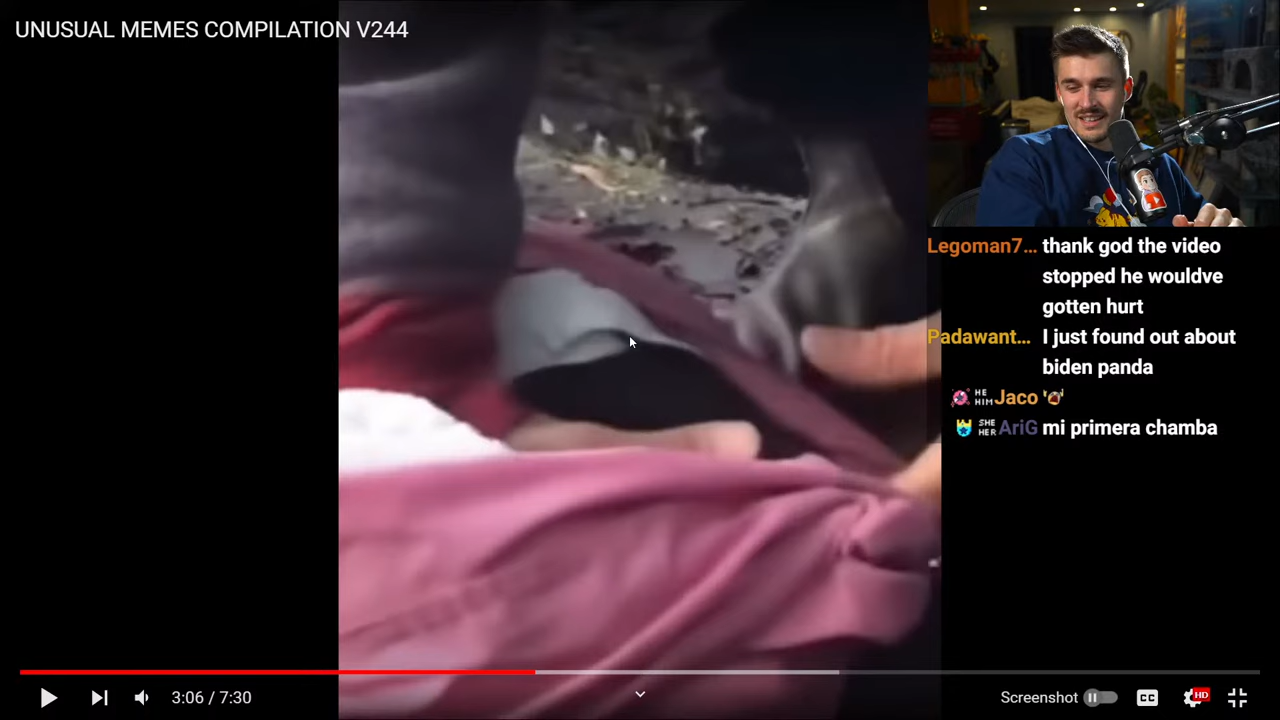 UNUSUAL MEMES COMPILATION V244
Legoman7... thank god the video
stopped he wouldve
gotten hurt
Padawant... I just found out about
biden panda
HE
HIM Jaco
SHE
HER AriG mi primera chamba
3:06 / 7:30
Screenshot
CC
HD